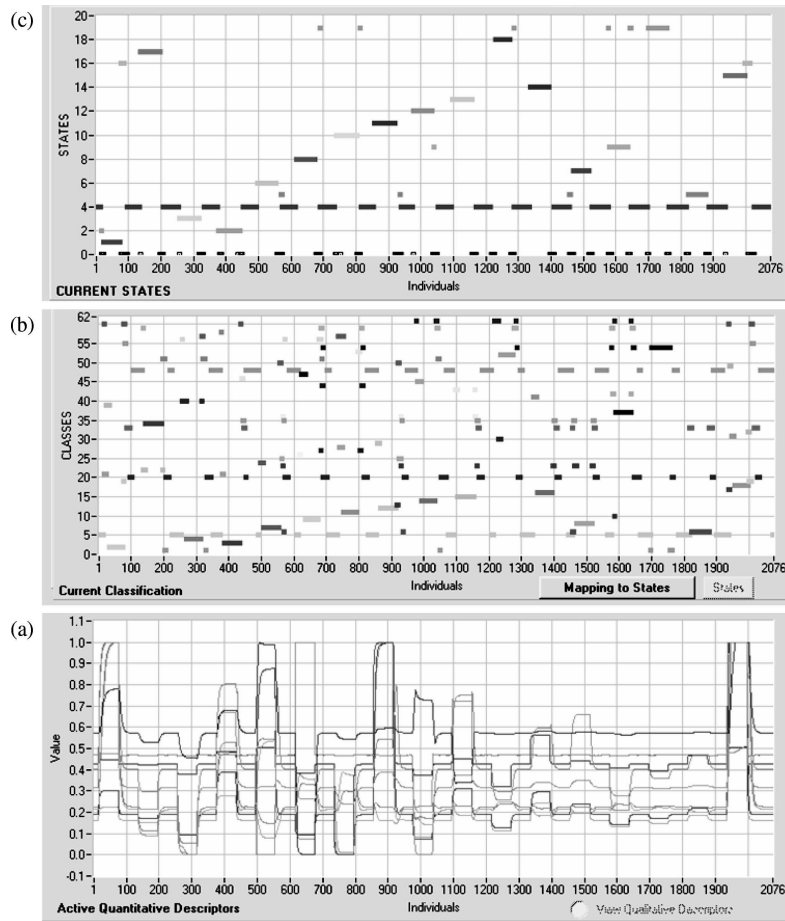 (c)
20
18
16
14
12
10
8
6
4
2
0
STATES
1 100 200 300 400 500 600 700 800 900 1000 1100 1200 1300 1400 1500 1600 1700 1800 1900 2076
CURRENT STATES
Individuals
(b)
62
55
50
45
40
35
30
25
20
15
10
5
0
CLASSES
1 100 200 300 400 500 600 700 800 900 1000 1100 1200 1300 1400 1500 1600 1700 1800 1900 2076
Individuals
Current Classification
Mapping to States
States
(a)
1.1
1.0
0.9
0.8
0.7
0.6
0.5
0.4
0.3
0.2
0.1
0.0
-0.1
Value
1 100 200 300 400 500 600 700 800 900 1000 1100 1200 1300 1400 1500 1600 1700 1800 1900 2076
Active Quantitative Descriptors
Individuals
View Qualitative Descriptors